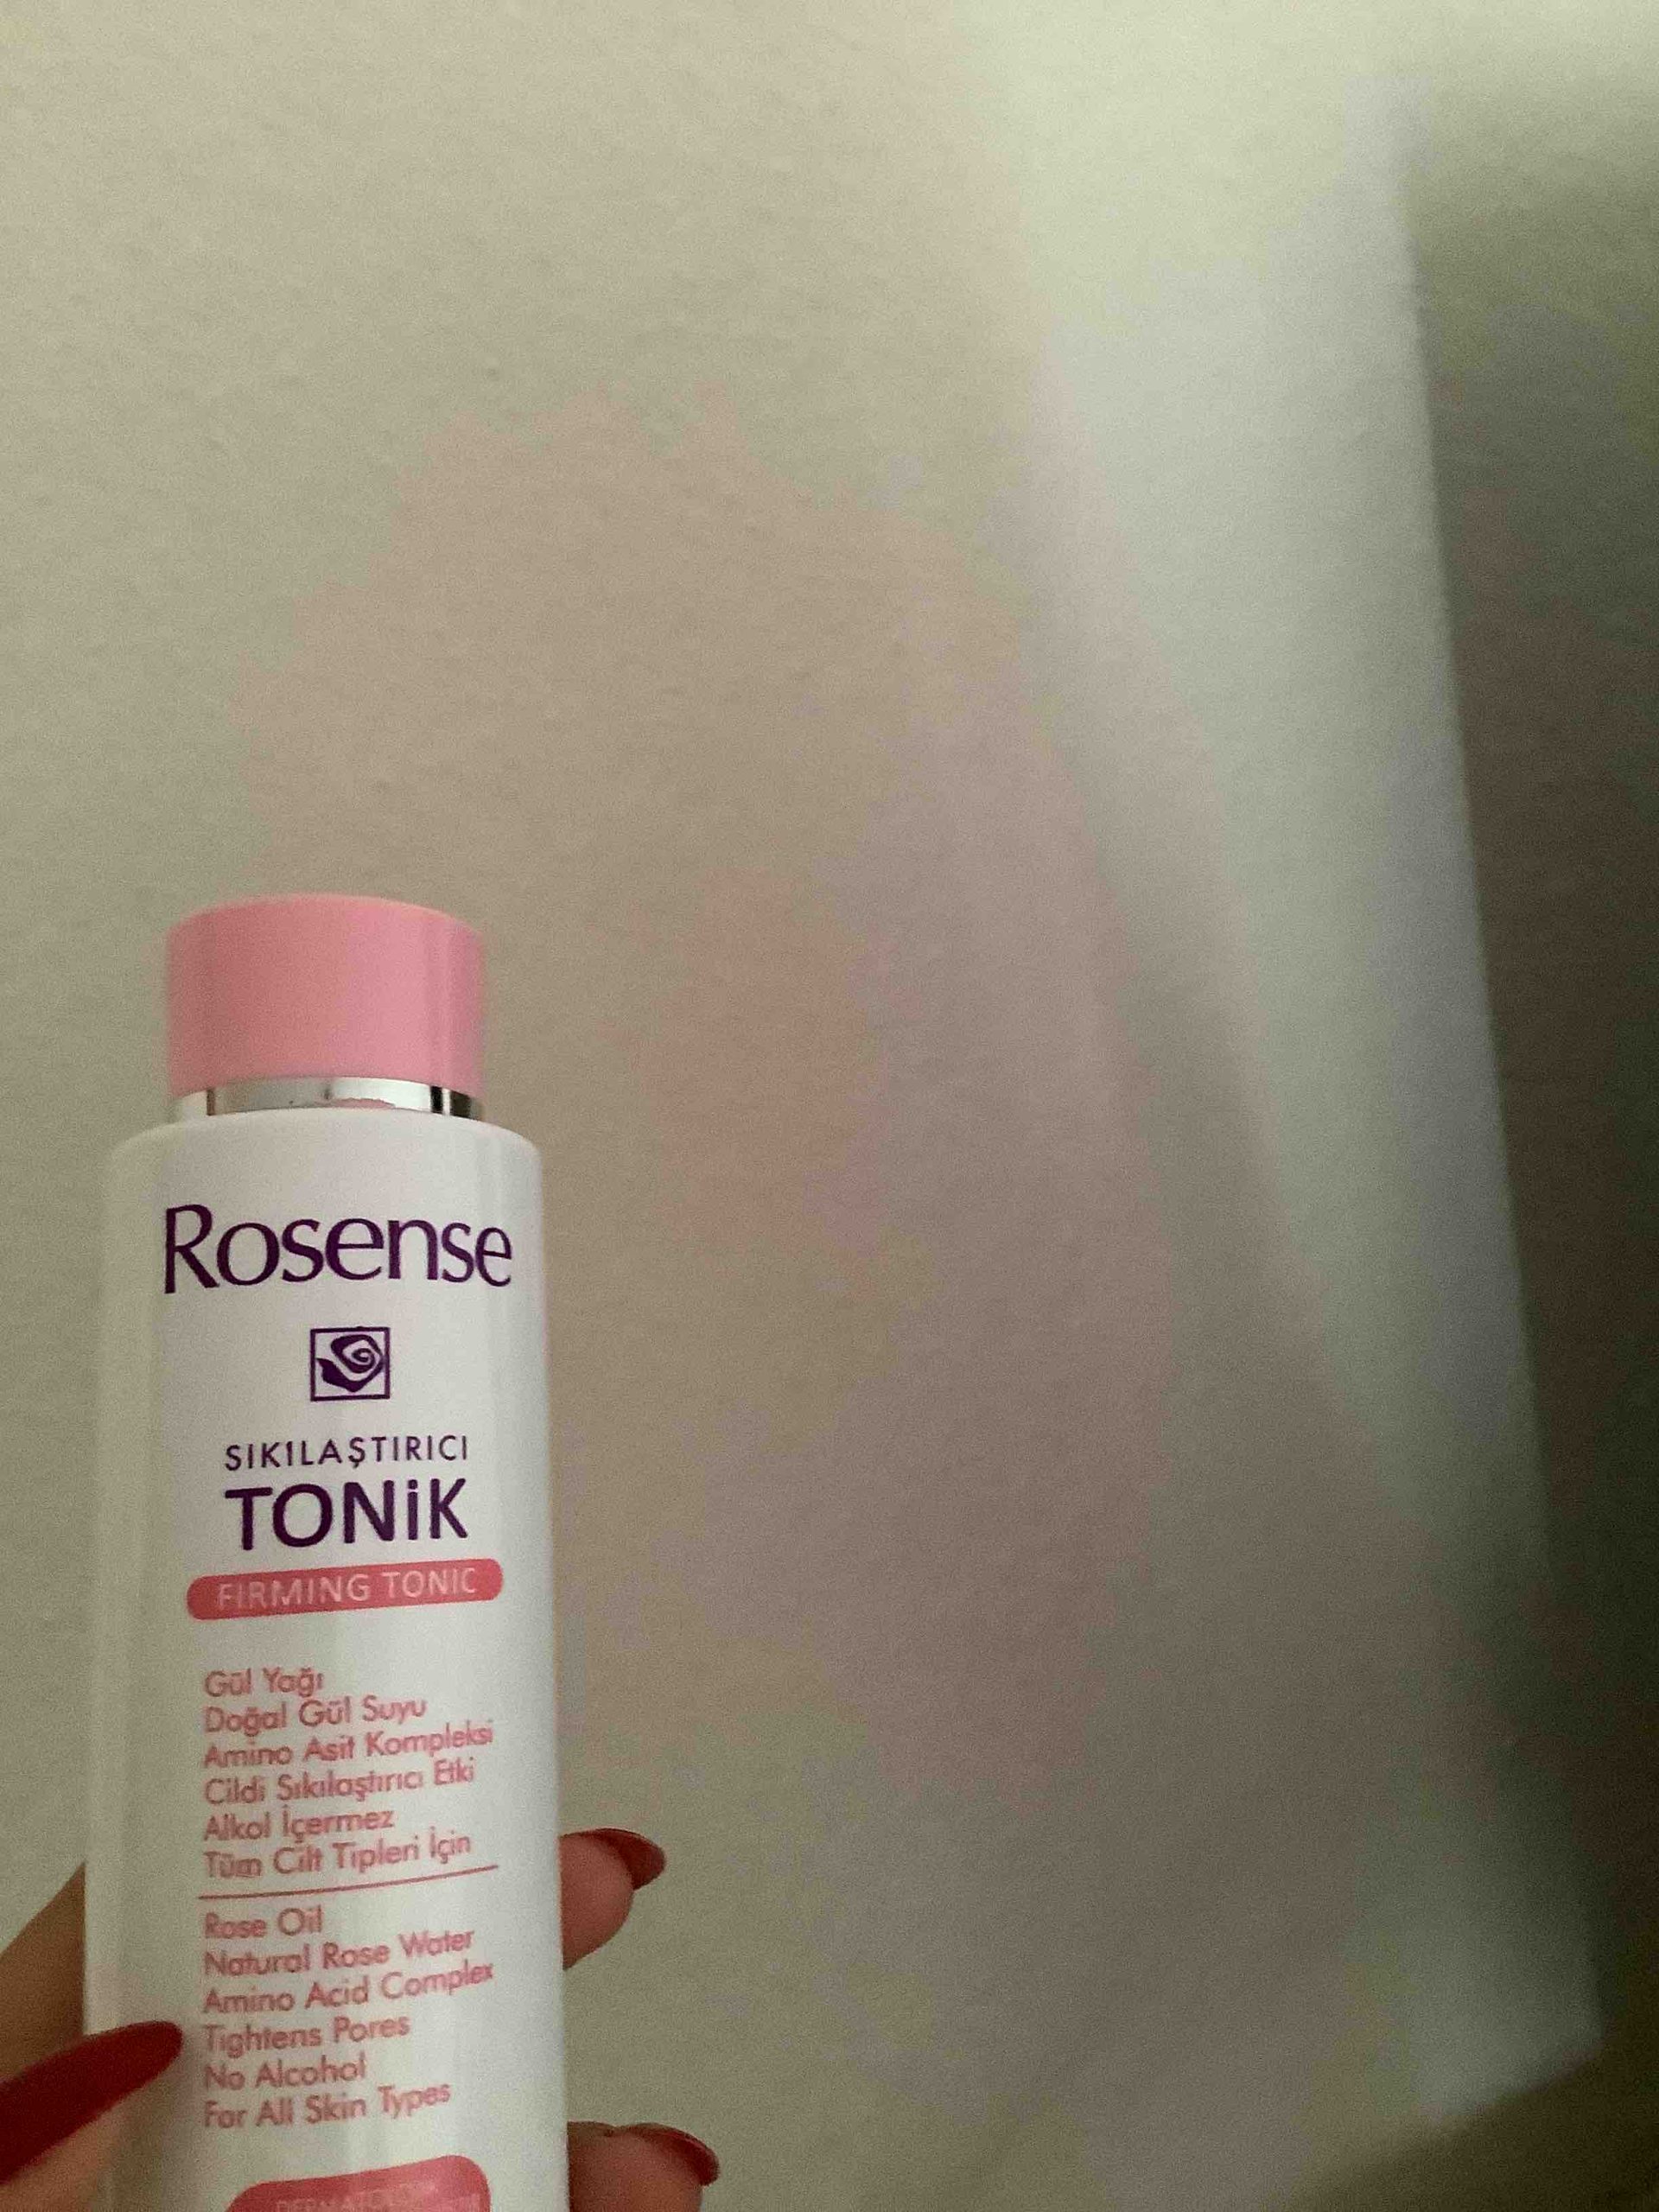 Rosense
SIKILAŞTIRICI
TONiK
FIRMING TONIC
Gül Yağı
Doğal Gül Suyu
Amino Asit Kompleksi
Cildi Sıkılaştırıcı Etki
Alkol İçermez
Tüm Cilt Tipleri İçin
Rose Oil
Natural Rose Water
Amino Acid Complex
Tightens Pores
No Alcohol
For All Skin Types